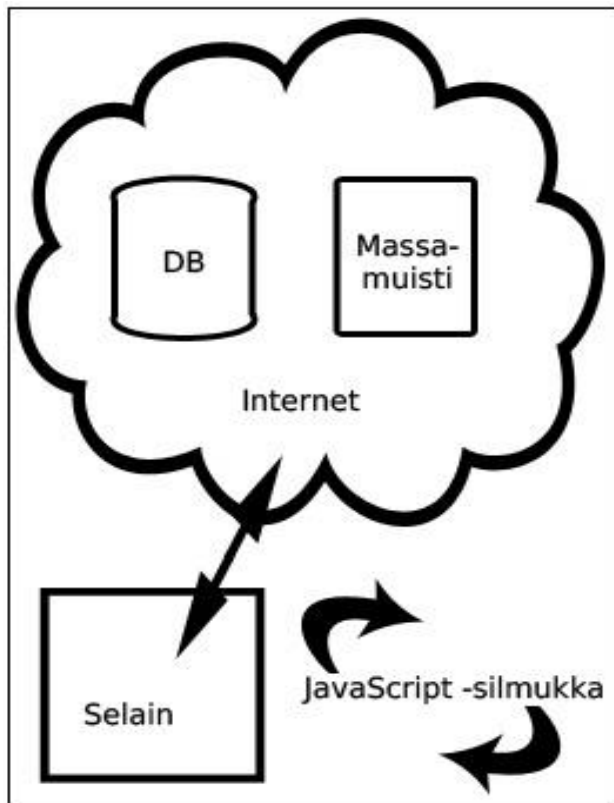 DB
Massa-
muisti
Internet
Selain
JavaScript -silmukka